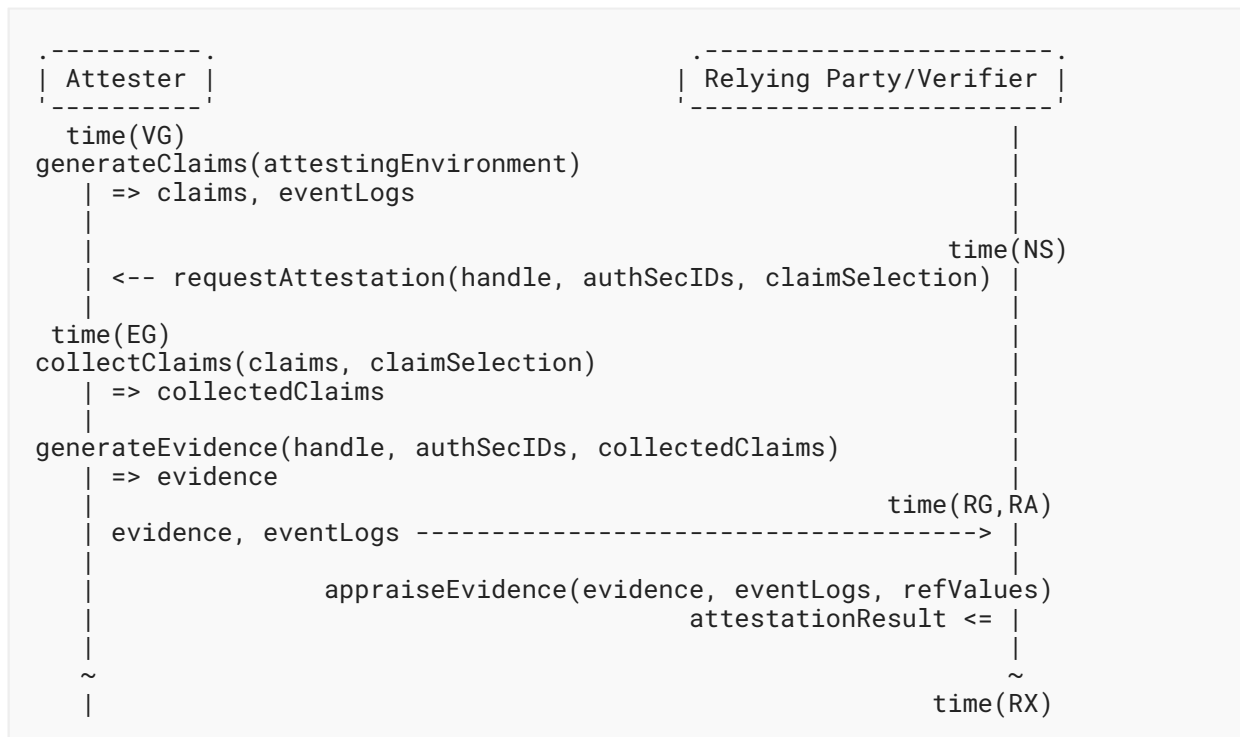 .----------.                                .-----------------------.
| Attester |                               | Relying Party/Verifier |
'----------'                               '------------------------'
  time(VG)                                                       |
generateClaims(attestingEnvironment)                             |
   | => claims, eventLogs                                        |
   |                                                             |
   |                                                        time(NS)
   | <-- requestAttestation(handle, authSecIDs, claimSelection) |
   |                                                             |
 time(EG)                                                        |
collectClaims(claims, claimSelection)                            |
   | => collectedClaims                                          |
   |                                                             |
generateEvidence(handle, authSecIDs, collectedClaims)            |
   | => evidence                                                 |
   |                                                    time(RG,RA)
   | evidence, eventLogs -------------------------------------> |
   |                                                             |
   |               appraiseEvidence(evidence, eventLogs, refValues)
   |                                       attestationResult <= |
   |                                                             |
   ~                                                             ~
   |                                                       time(RX)